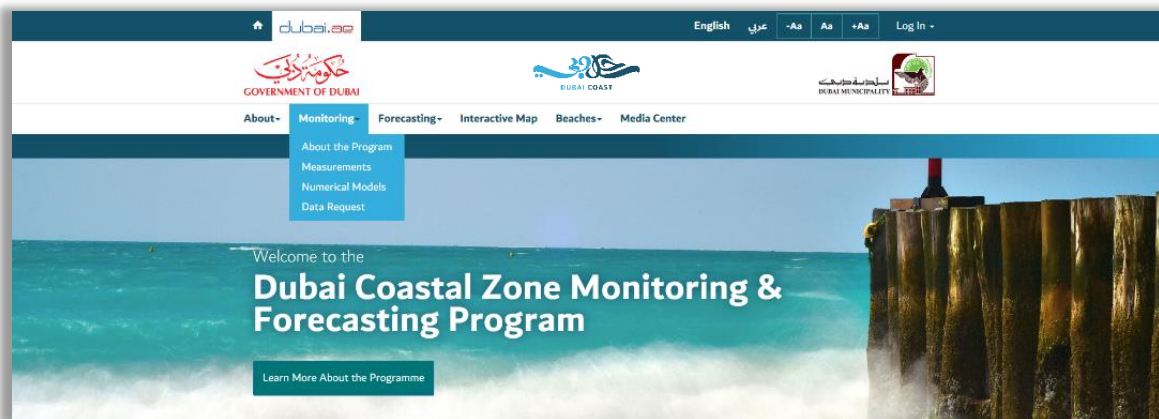 dubai.ae
English عربي -Aa Aa +Aa Log In
حكومة دبي
GOVERNMENT OF DUBAI
DUBAI COAST
بلدية دبي
DUBAI MUNICIPALITY
About Monitoring Forecasting Interactive Map Beaches Media Center
About the Program
Measurements
Numerical Models
Data Request
Welcome to the
Dubai Coastal Zone Monitoring &
Forecasting Program
Learn More About the Programme